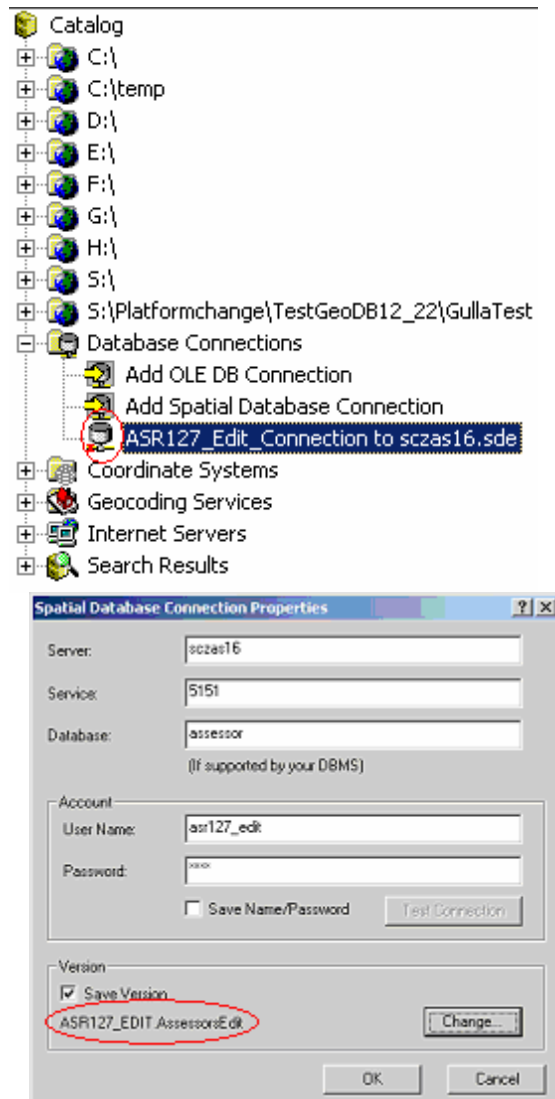 Catalog
C:\
C:\temp
D:\
E:\
F:\
G:\
H:\
S:\
S:\Platformchange\TestGeoDB12_22\GullaTest
Database Connections
Add OLE DB Connection
Add Spatial Database Connection
ASR127_Edit_Connection to sczas16.sde
Coordinate Systems
Geocoding Services
Internet Servers
Search Results
Spatial Database Connection Properties
Server: sczas16
Service: 5151
Database: assessor
(If supported by your DBMS)
Account
User Name: asr127_edit
Password: ****
Save Name/Password Test Connection
Version
Save Version
ASR127_EDIT.AssessorsEdit Change...
OK Cancel